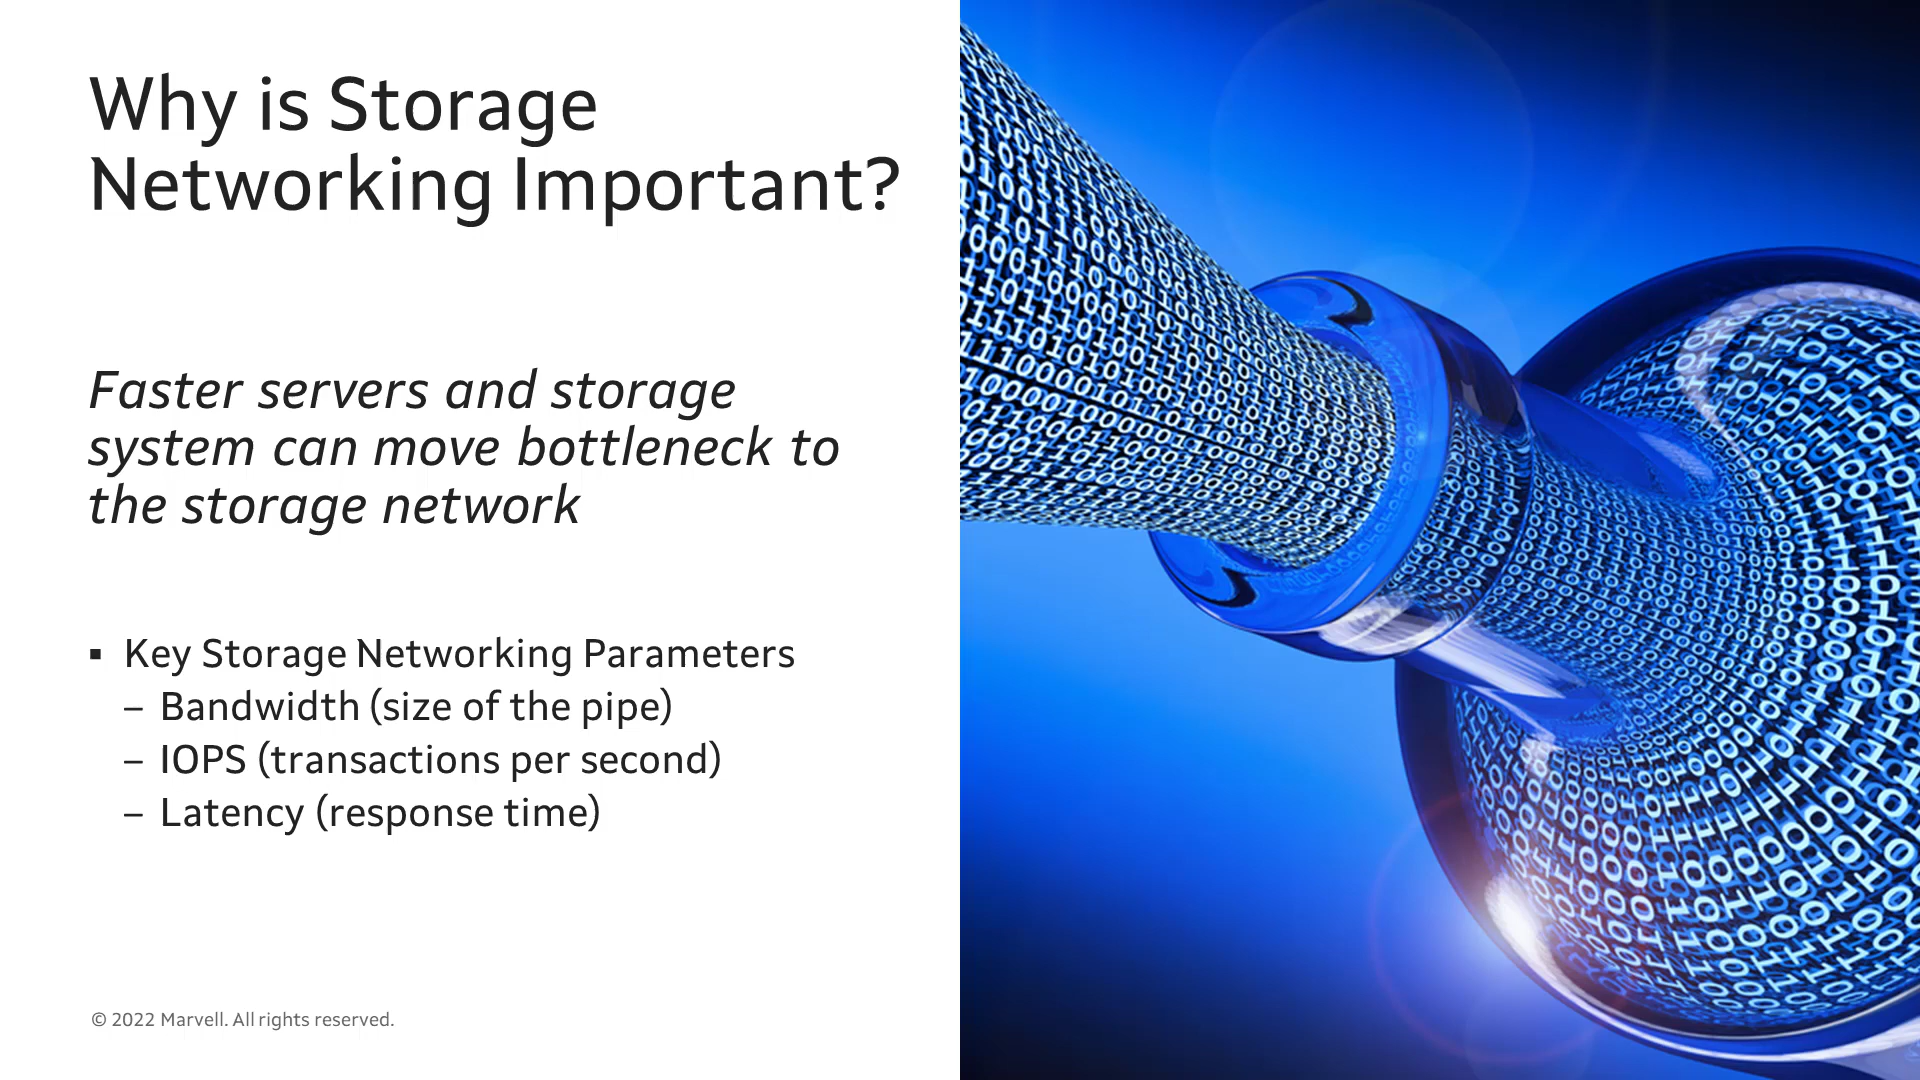 Why is Storage
Networking Important?
Faster servers and storage
system can move bottleneck to
the storage network
▪ Key Storage Networking Parameters
– Bandwidth (size of the pipe)
– IOPS (transactions per second)
– Latency (response time)
© 2022 Marvell. All rights reserved.